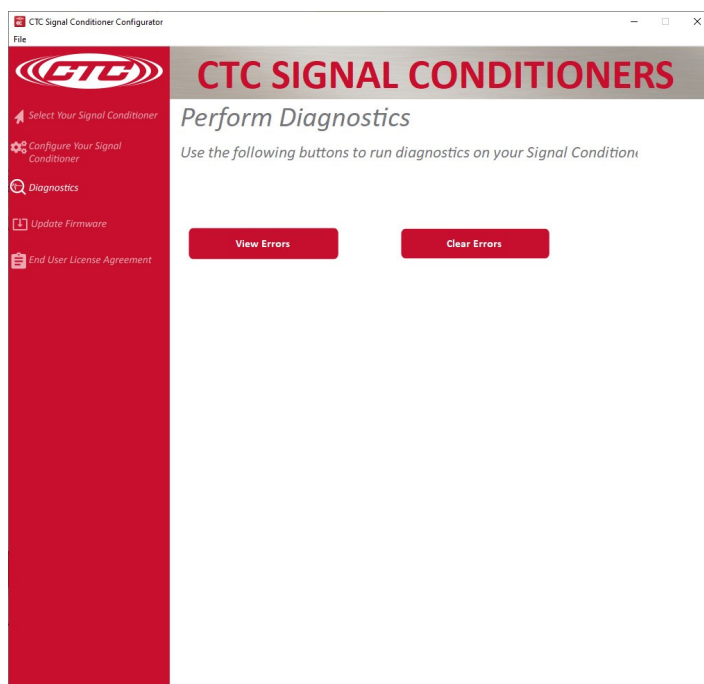 CTC Signal Conditioner Configurator
File
CTC
CTC SIGNAL CONDITIONERS
Select Your Signal Conditioner
Configure Your Signal
Conditioner
Diagnostics
Update Firmware
End User License Agreement
Perform Diagnostics
Use the following buttons to run diagnostics on your Signal Condition
View Errors
Clear Errors